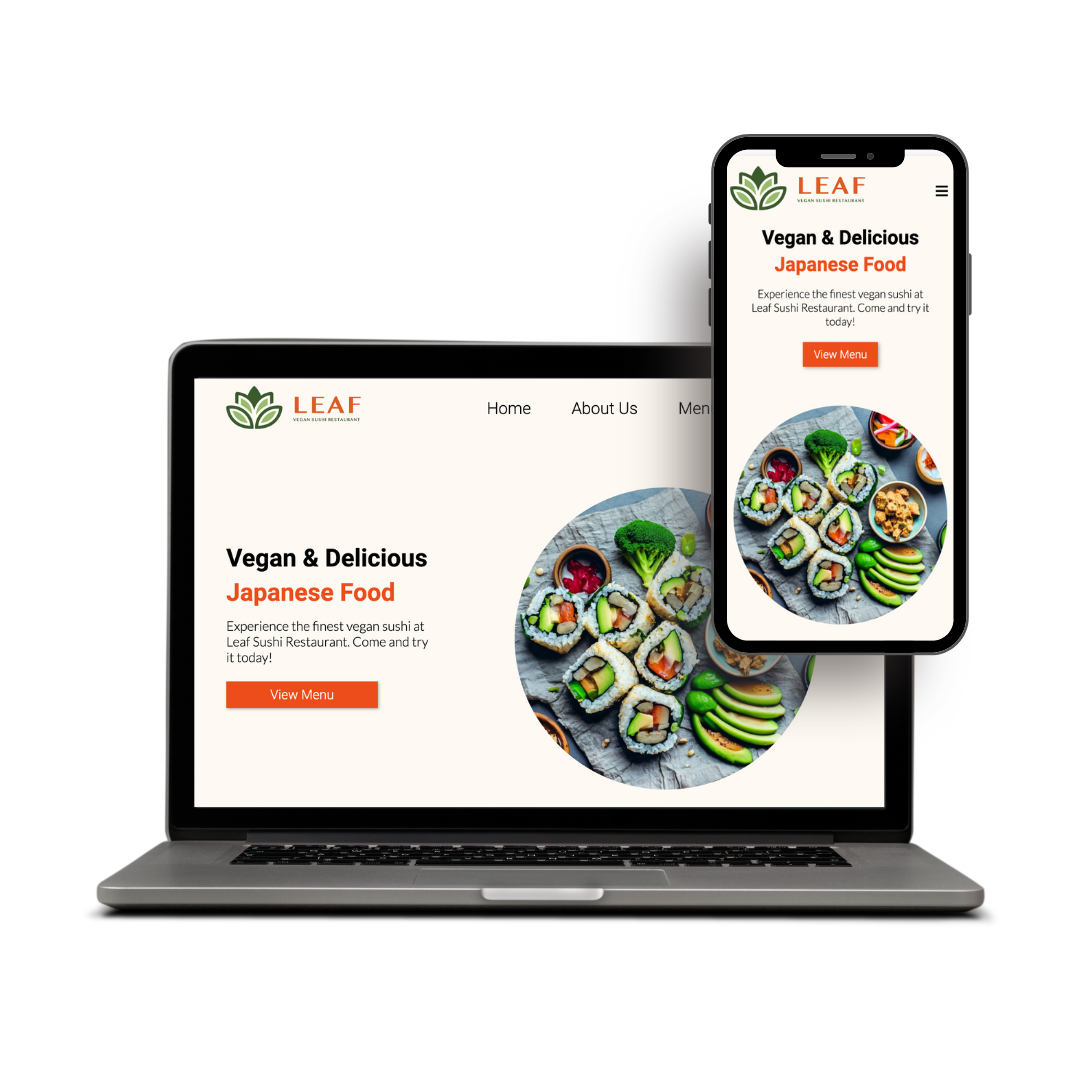 LEAF
VEGAN SUSHI RESTAURANT
Vegan & Delicious
Japanese Food
Experience the finest vegan sushi at
Leaf Sushi Restaurant. Come and try it
today!
View Menu
LEAF
VEGAN SUSHI RESTAURANT
Home About Us Men
Vegan & Delicious
Japanese Food
Experience the finest vegan sushi at
Leaf Sushi Restaurant. Come and try
it today!
View Menu